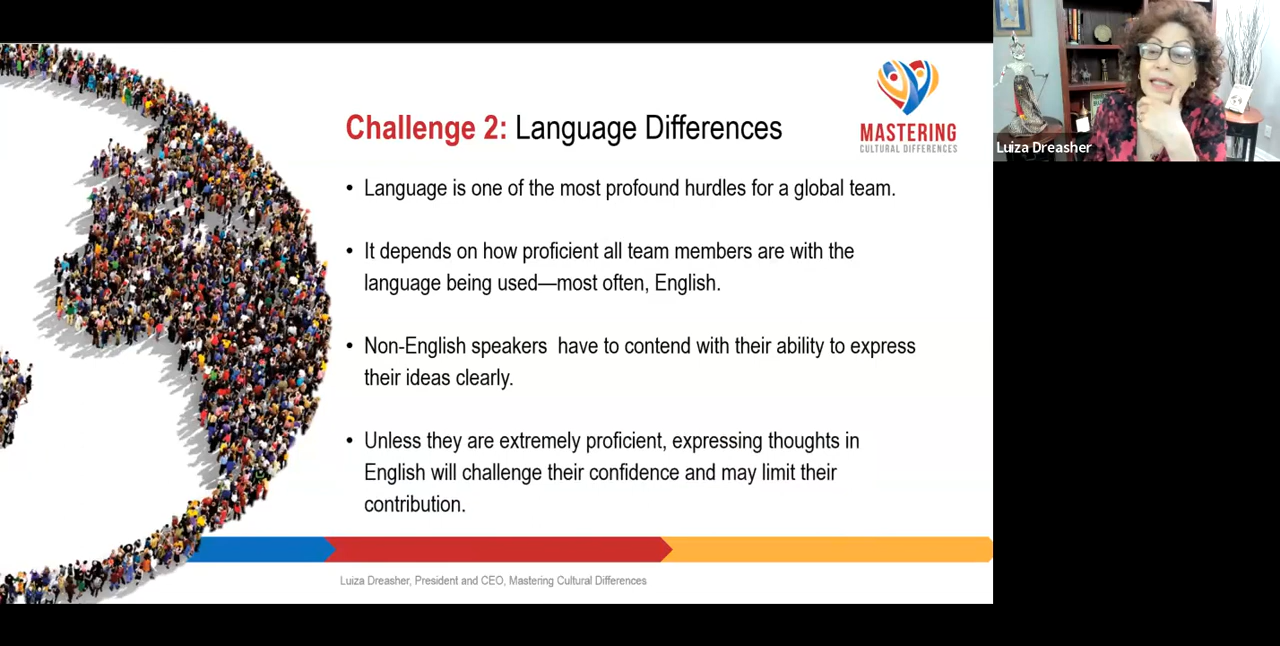 Challenge 2: Language Differences
MASTERING
CULTURAL DIFFERENCES
Luiza Dreasher
• Language is one of the most profound hurdles for a global team.
• It depends on how proficient all team members are with the
language being used—most often, English.
• Non-English speakers  have to contend with their ability to express
their ideas clearly.
• Unless they are extremely proficient, expressing thoughts in
English will challenge their confidence and may limit their
contribution.
Luiza Dreasher, President and CEO, Mastering Cultural Differences